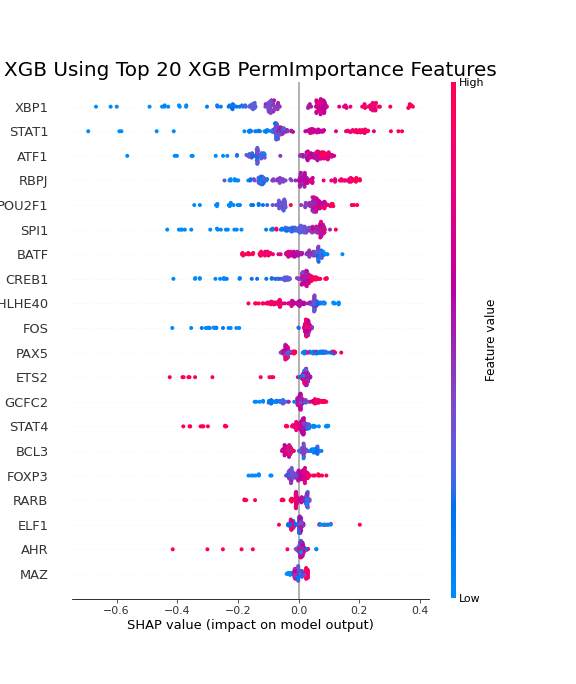 XGB Using Top 20 XGB PermImportance Features
High
XBP1
STAT1
ATF1
RBPJ
POU2F1
SPI1
BATF
CREB1
HLHE40
FOS
PAX5
ETS2
GCFC2
STAT4
BCL3
FOXP3
RARB
ELF1
AHR
MAZ
Feature value
Low
−0.6
−0.4
−0.2
0.0
0.2
0.4
SHAP value (impact on model output)